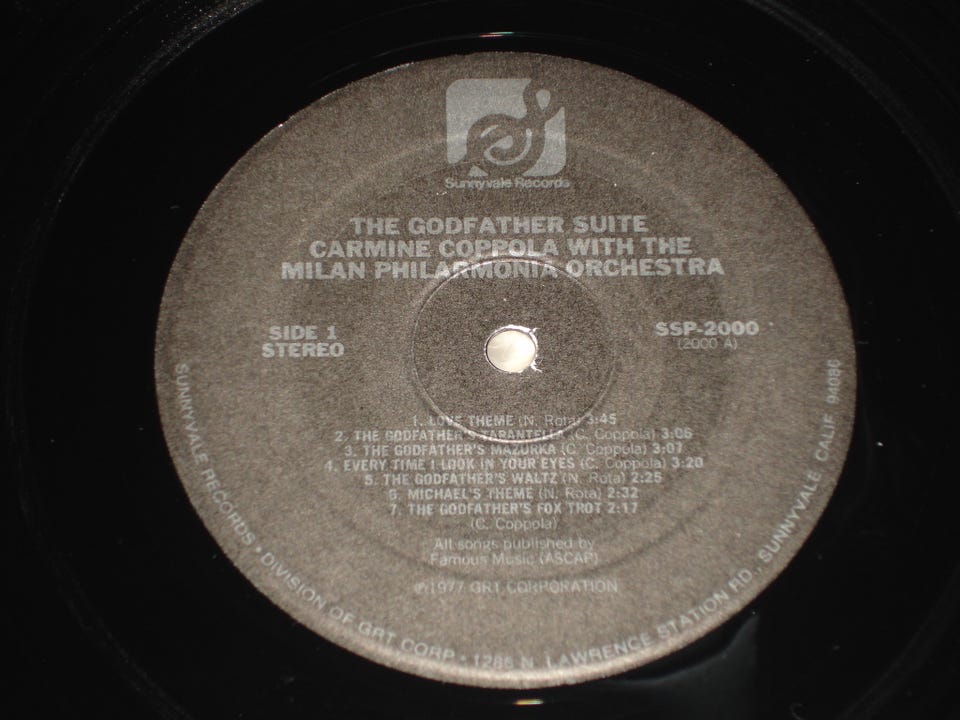 Sunnyvale Records
THE GODFATHER SUITE
CARMINE COPPOLA WITH THE
MILAN PHILARMONIA ORCHESTRA
SIDE 1
STEREO
SSP-2000
(2000 A)
1. LOVE THEME (N. Rota) 3:45
2. THE GODFATHER'S TARANTELLA (C. Coppola) 3:06
3. THE GODFATHER'S MAZURKA (C. Coppola) 3:07
4. EVERY TIME I LOOK IN YOUR EYES (C. Coppola) 3:20
5. THE GODFATHER'S WALTZ (N. Rota) 2:25
6. MICHAEL'S THEME (N. Rota) 2:32
7. THE GODFATHER'S FOX TROT 2:17
(C. Coppola)
All songs published by
Famous Music (ASCAP)
℗1977 GRT CORPORATION
SUNNYVALE RECORDS • DIVISION OF GRT CORP • 1286 N. LAWRENCE STATION RD., SUNNYVALE, CALIF 94086